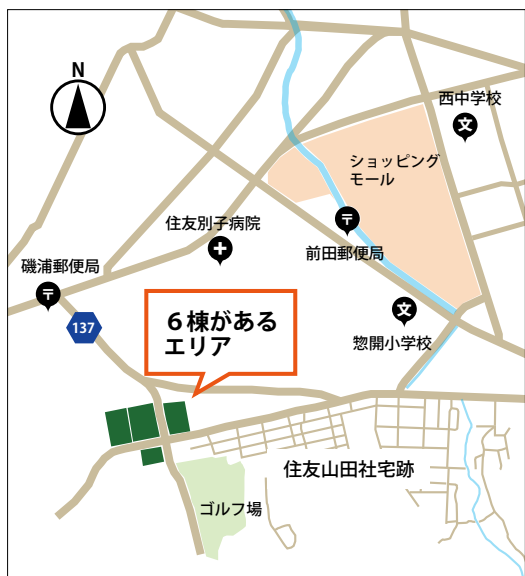 N
西中学校
文
ショッピング
モール
住友別子病院
〒
前田郵便局
磯浦郵便局
〒
137
6棟がある
エリア
文
惣開小学校
住友山田社宅跡
ゴルフ場